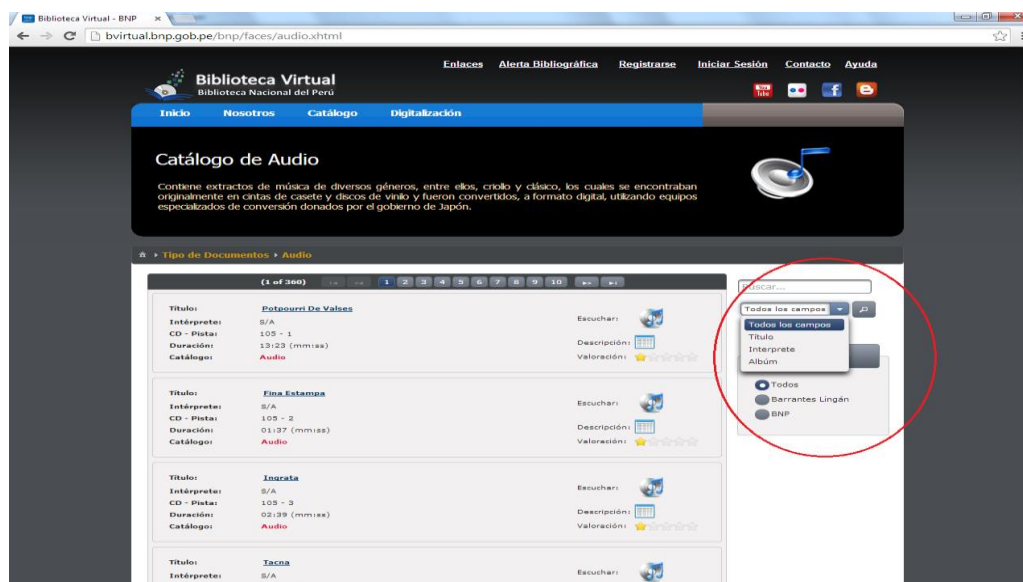 Biblioteca Virtual - BNP
bvirtual.bnp.gob.pe/bnp/faces/audio.xhtml
Enlaces Alerta Bibliográfica Registrarse Iniciar Sesión Contacto Ayuda
Biblioteca Virtual
Biblioteca Nacional del Perú
You Tube
Inicio Nosotros Catálogo Digitalización
Catálogo de Audio
Contiene extractos de música de diversos géneros, entre ellos, criollo y clásico, los cuales se encontraban
originalmente en cintas de casete y discos de vinilo y fueron convertidos, a formato digital, utilizando equipos
especializados de conversión donados por el gobierno de Japón.
Tipo de Documentos Audio
(1 of 360) 1 2 3 4 5 6 7 8 9 10
Buscar...
Todos los campos
Todos los campos
Título
Interprete
Albúm
Todos
Barrantes Lingán
BNP
Título: Potpourri De Valses
Intérprete: S/A
CD - Pista: 105 - 1
Duración: 13:23 (mm:ss)
Catálogo: Audio
Escuchar:
Descripción:
Valoración:
Título: Fina Estampa
Intérprete: S/A
CD - Pista: 105 - 2
Duración: 01:37 (mm:ss)
Catálogo: Audio
Escuchar:
Descripción:
Valoración:
Título: Ingrata
Intérprete: S/A
CD - Pista: 105 - 3
Duración: 02:39 (mm:ss)
Catálogo: Audio
Escuchar:
Descripción:
Valoración:
Título: Tacna
Intérprete: S/A
Escuchar: